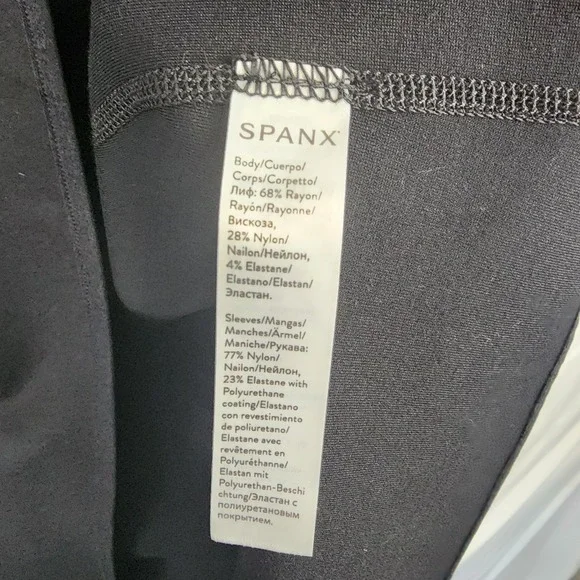 SPANX
Body/Cuerpo/
Corps/Corpetto/
Лиф: 68% Rayon/
Rayón/Rayonne/
Вискоза,
28% Nylon/
Nailon/Нейлон,
4% Elastane/
Elastano/Elastan/
Эластан.
Sleeves/Mangas/
Manches/Ärmel/
Maniche/Рукава:
77% Nylon/
Nailon/Нейлон,
23% Elastane with
Polyurethane
coating/Elastano
con revestimiento
de poliuretano/
Elastane avec
revêtement en
Polyuréthanne/
Elastan mit
Polyurethan-Beschi
chtung/Эластан с
полиуретановым
покрытием.